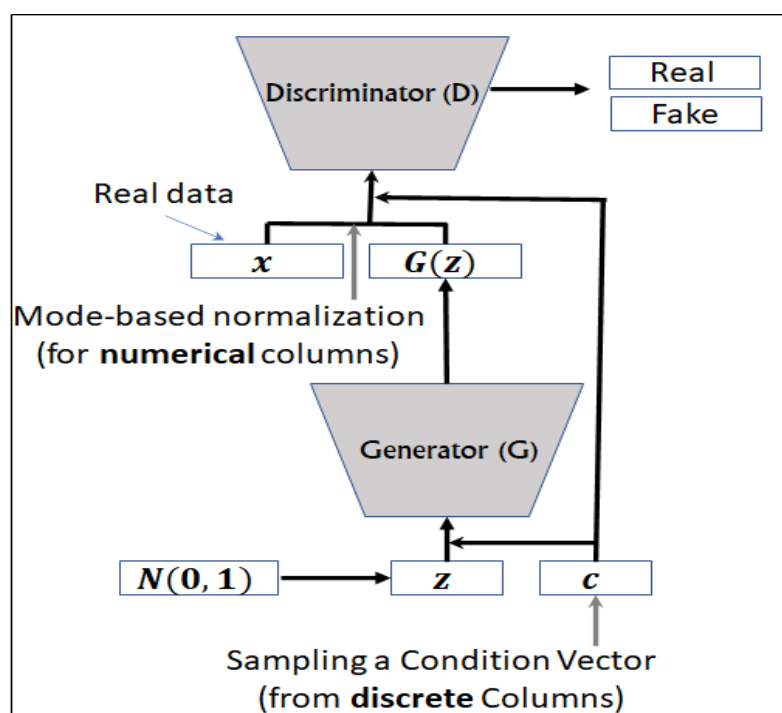 Discriminator (D)
Real
Fake
Real data
x
G(z)
Mode-based normalization
(for numerical columns)
Generator (G)
N(0, 1)
z
c
Sampling a Condition Vector
(from discrete Columns)